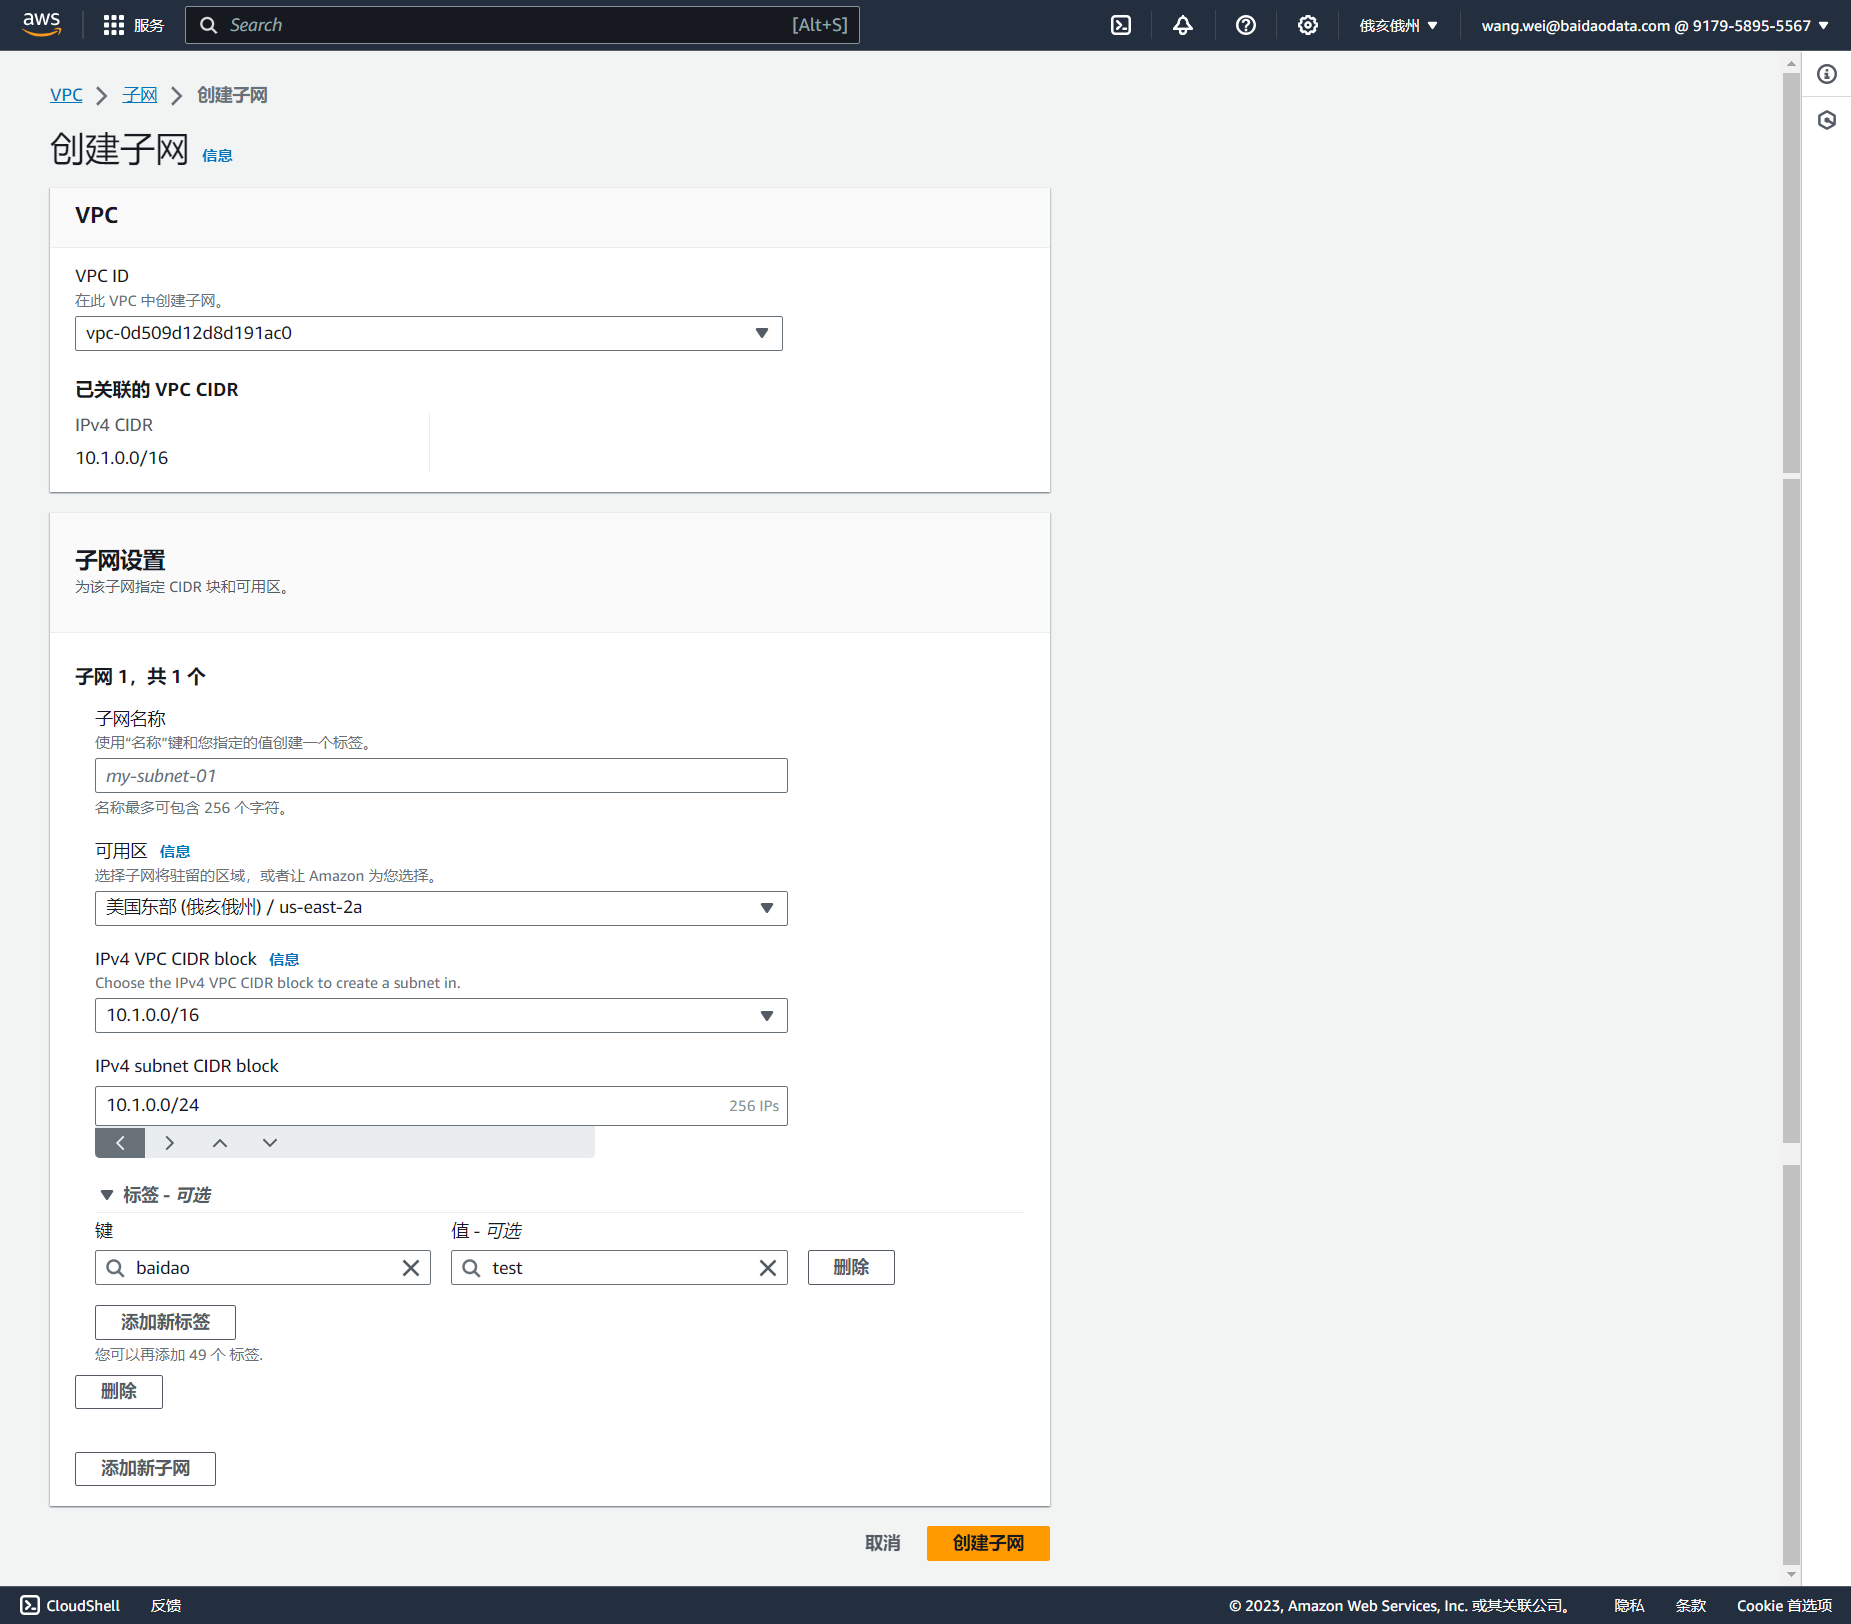 aws
服务
Search
[Alt+S]
俄亥俄州
wang.wei@baidaodata.com @ 9179-5895-5567
VPC
子网
创建子网
创建子网 信息
VPC
VPC ID
在此 VPC 中创建子网。
vpc-0d509d12d8d191ac0
已关联的 VPC CIDR
IPv4 CIDR
10.1.0.0/16
子网设置
为该子网指定 CIDR 块和可用区。
子网 1，共 1 个
子网名称
使用“名称”键和您指定的值创建一个标签。
my-subnet-01
名称最多可包含 256 个字符。
可用区 信息
选择子网将驻留的区域，或者让 Amazon 为您选择。
美国东部 (俄亥俄州) / us-east-2a
IPv4 VPC CIDR block 信息
Choose the IPv4 VPC CIDR block to create a subnet in.
10.1.0.0/16
IPv4 subnet CIDR block
10.1.0.0/24
256 IPs
标签 - 可选
键
值 - 可选
baidao
test
删除
添加新标签
您可以再添加 49 个 标签.
删除
添加新子网
取消
创建子网
CloudShell
反馈
© 2023, Amazon Web Services, Inc. 或其关联公司。
隐私
条款
Cookie 首选项